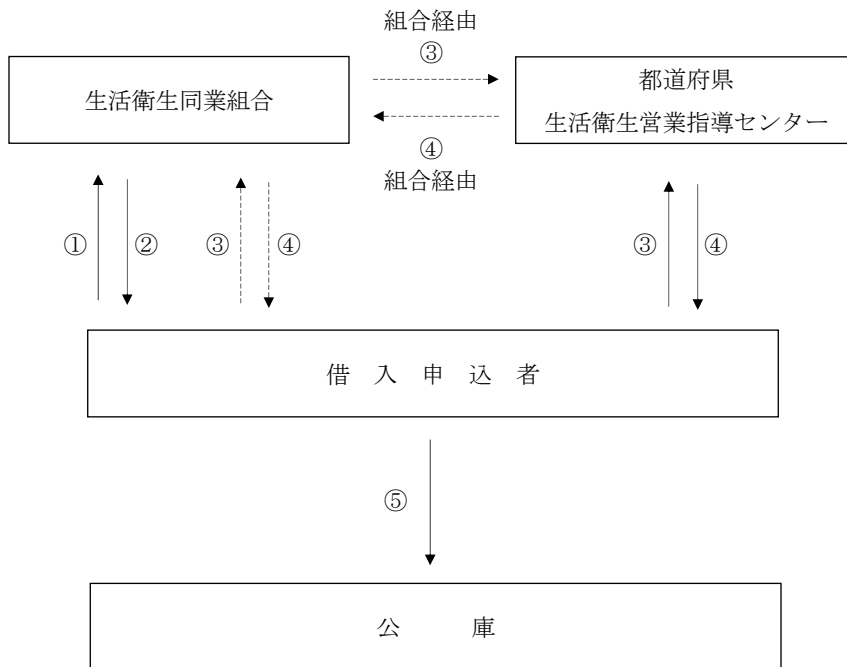 組合経由
③
生活衛生同業組合
都道府県
生活衛生営業指導センター
④
組合経由
①
②
③
④
③
④
借入申込者
⑤
公庫